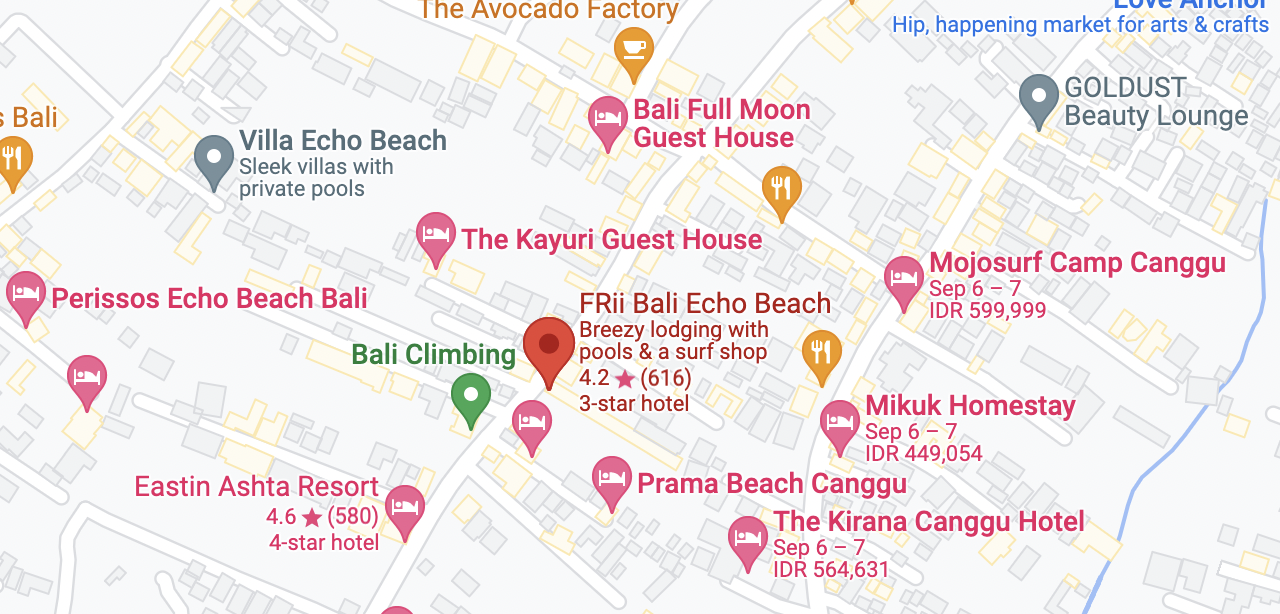 The Avocado Factory
Love Anchor
Hip, happening market for arts & crafts
GOLDUST
Beauty Lounge
Bali Full Moon
Guest House
s Bali
Villa Echo Beach
Sleek villas with
private pools
The Kayuri Guest House
Mojosurf Camp Canggu
Sep 6 – 7
IDR 599,999
Perissos Echo Beach Bali
FRii Bali Echo Beach
Breezy lodging with
pools & a surf shop
4.2 ★ (616)
3-star hotel
Bali Climbing
Mikuk Homestay
Sep 6 – 7
IDR 449,054
Eastin Ashta Resort
4.6 ★ (580)
4-star hotel
Prama Beach Canggu
The Kirana Canggu Hotel
Sep 6 – 7
IDR 564,631